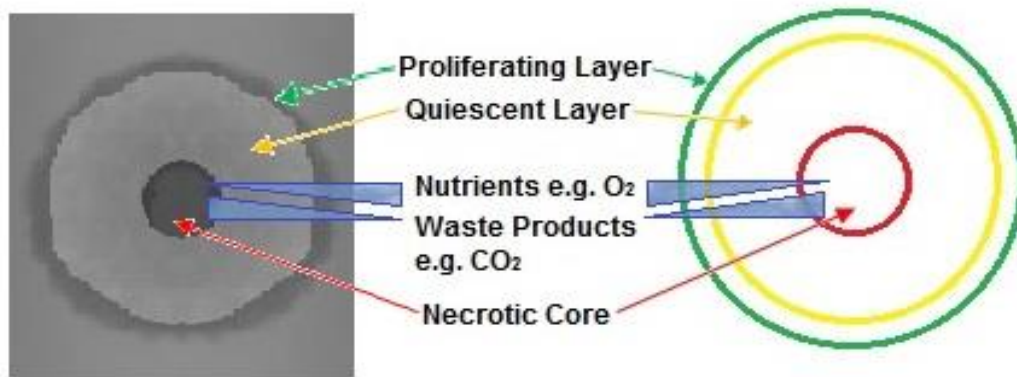 Proliferating Layer
Quiescent Layer
Nutrients e.g. O₂
Waste Products
e.g. CO₂
Necrotic Core